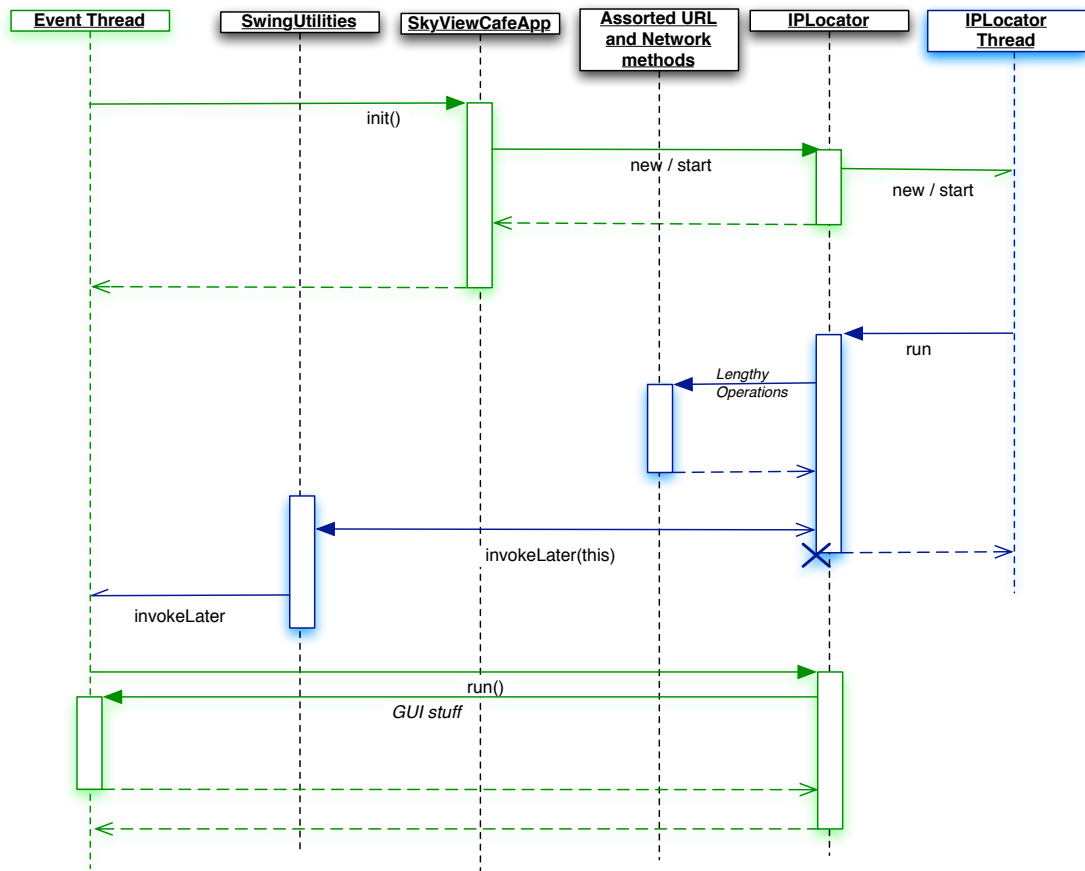 Event Thread
SwingUtilities
SkyViewCafeApp
Assorted URL
and Network
methods
IPLocator
IPLocator
Thread
init()
new / start
new / start
run
Lengthy
Operations
invokeLater(this)
invokeLater
run()
GUI stuff